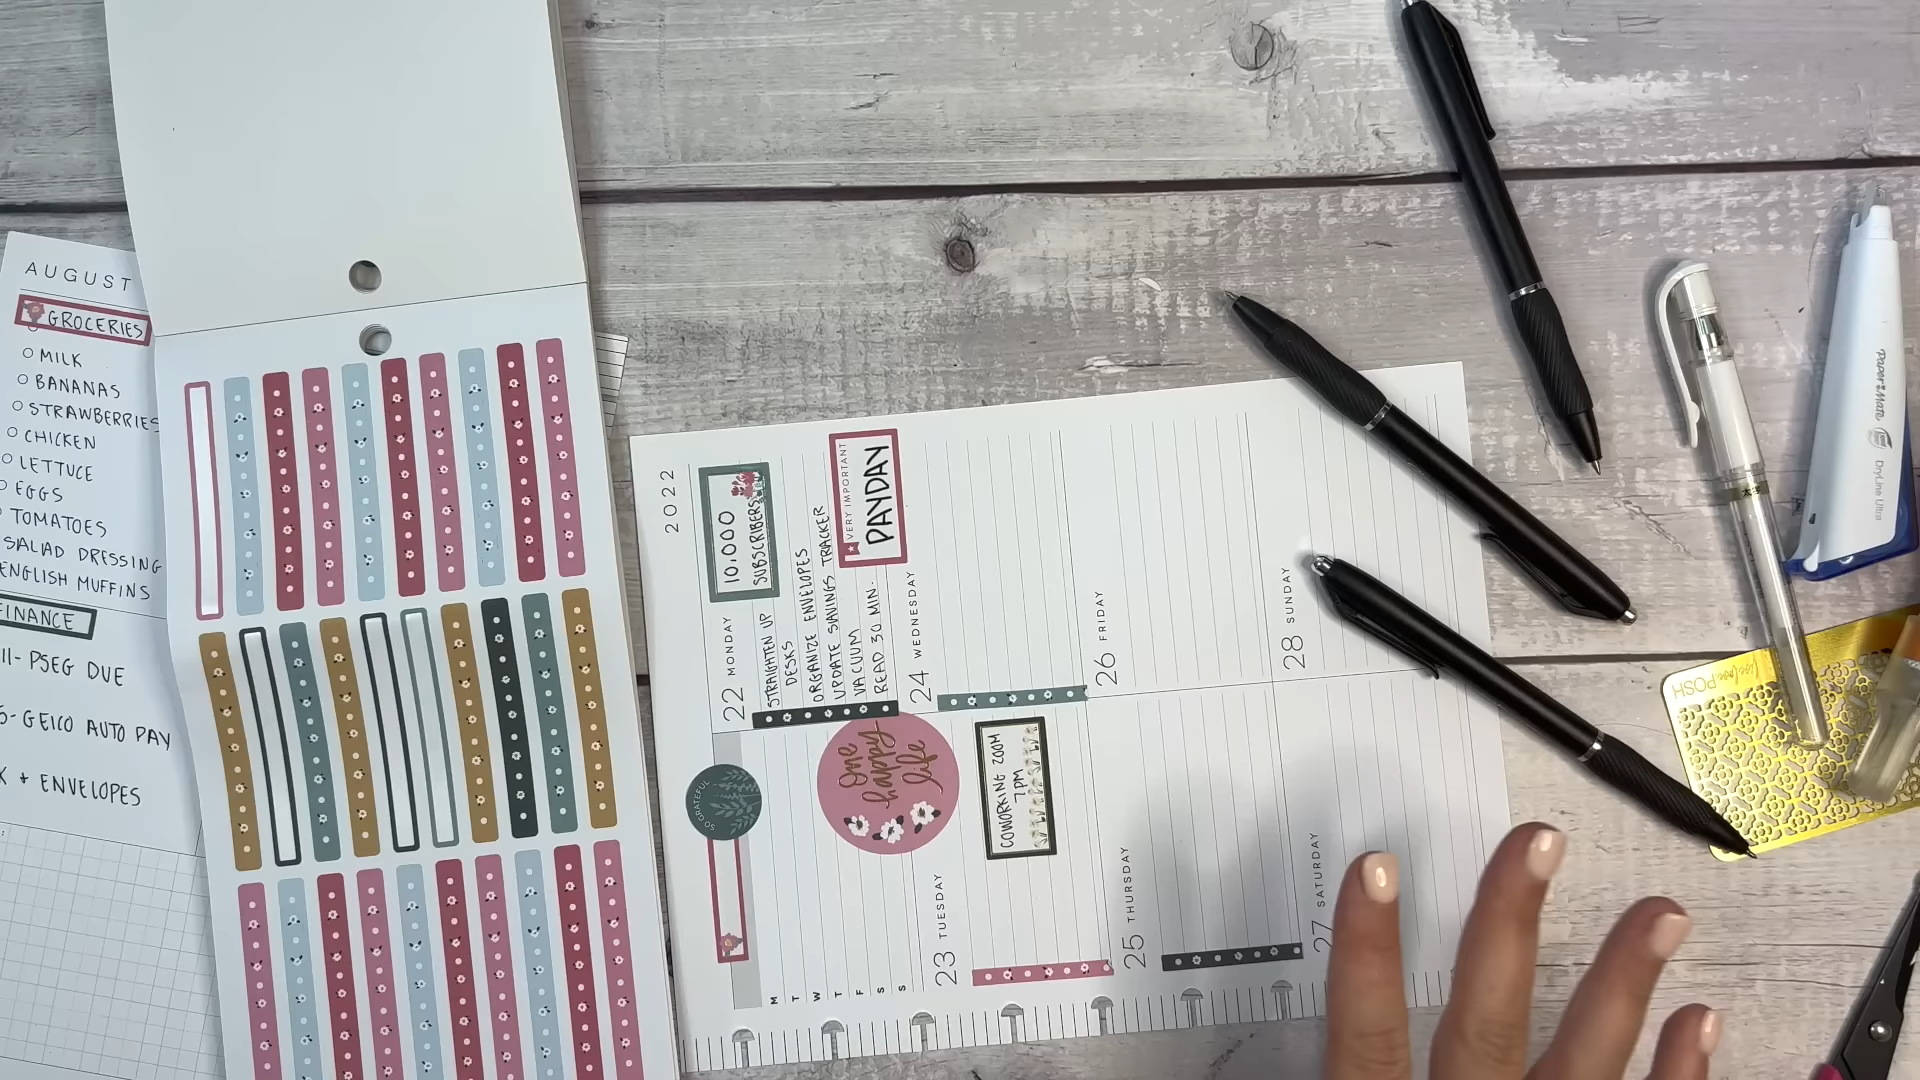 AUGUST
GROCERIES
MILK
BANANAS
STRAWBERRIES
CHICKEN
LETTUCE
EGGS
TOMATOES
SALAD DRESSING
ENGLISH MUFFINS
FINANCE
PSEG DUE
GEICO AUTO PAY
+ ENVELOPES
2022
22 MONDAY
10,000
SUBSCRIBERS
STRAIGHTEN UP
DESKS
ORGANIZE ENVELOPES
UPDATE SAVINGS TRACKER
VACUUM
READ 30 MIN.
VERY IMPORTANT
PAYDAY
SO GRATEFUL
one
happy
life
M
T
W
T
F
S
S
23 TUESDAY
COWORKING ZOOM
7PM
24 WEDNESDAY
25 THURSDAY
26 FRIDAY
27 SATURDAY
28 SUNDAY
Paper Mate
DryLine Ultra
POSH